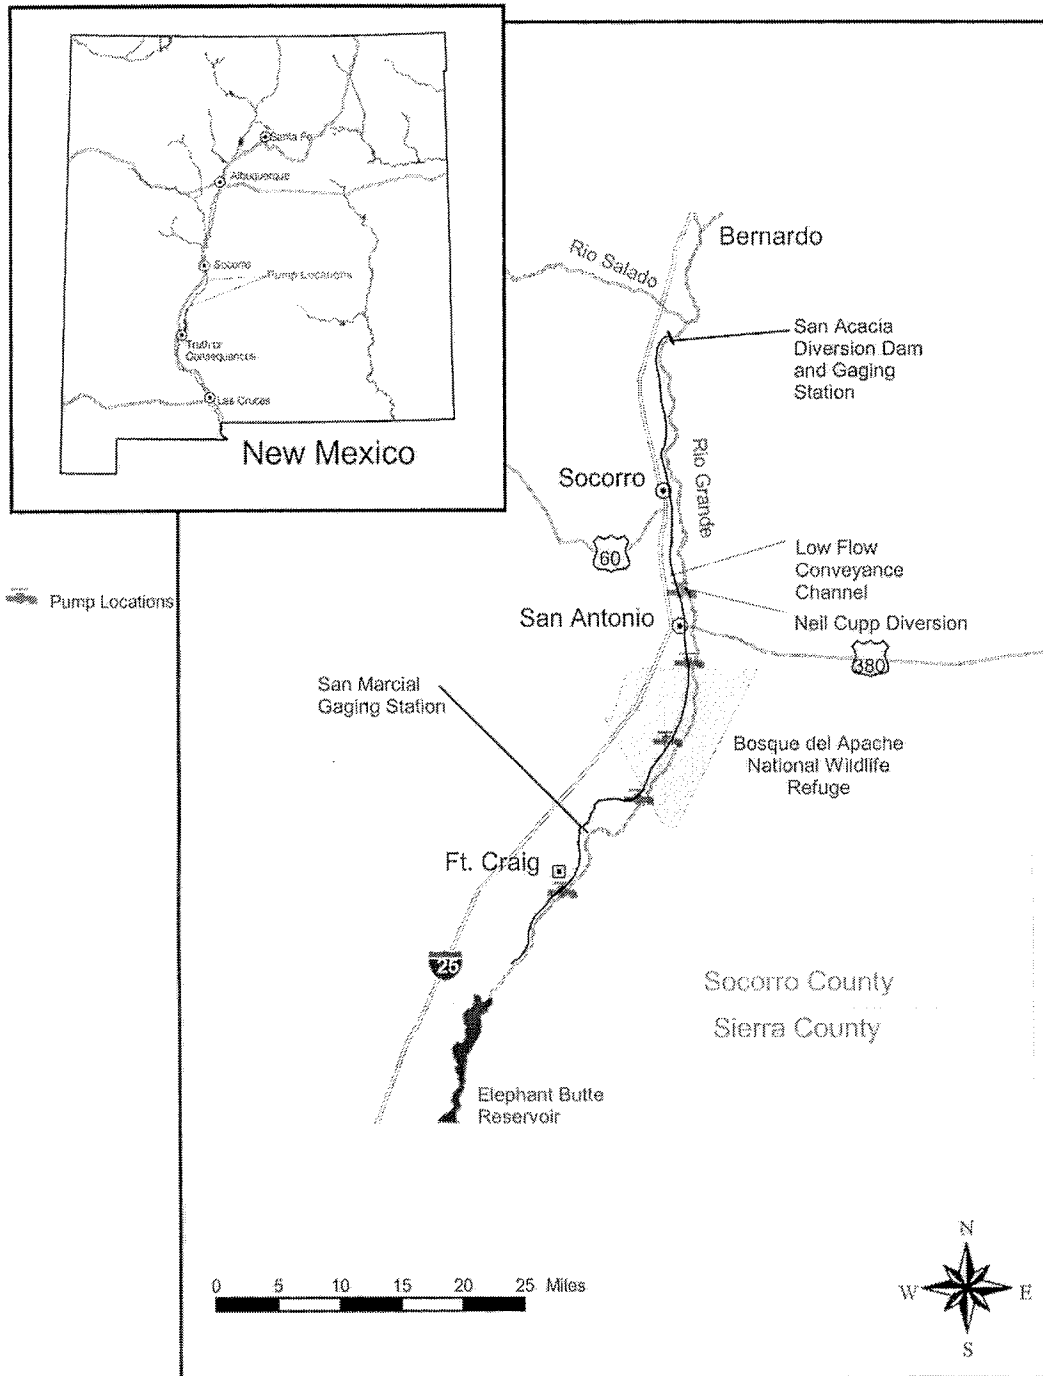 Santa Fe
Albuquerque
Socorro
Pump Locations
Truth or
Consequences
Las Cruces
New Mexico
Bernardo
Rio Salado
San Acacia
Diversion Dam
and Gaging
Station
Rio Grande
Socorro
60
Low Flow
Conveyance
Channel
Pump Locations
San Antonio
Neil Cupp Diversion
380
San Marcial
Gaging Station
Bosque del Apache
National Wildlife
Refuge
Ft. Craig
25
Socorro County
Sierra County
Elephant Butte
Reservoir
N
W
E
S
0 5 10 15 20 25 Miles